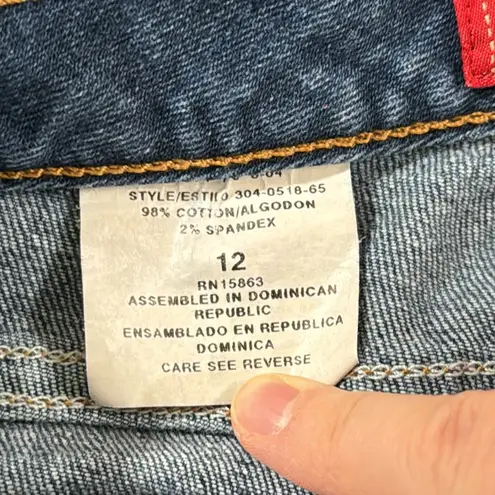 STYLE/ESTILO 304-0518-65
98% COTTON/ALGODON
2% SPANDEX
12
RN15863
ASSEMBLED IN DOMINICAN
REPUBLIC
ENSAMBLADO EN REPUBLICA
DOMINICA
CARE SEE REVERSE